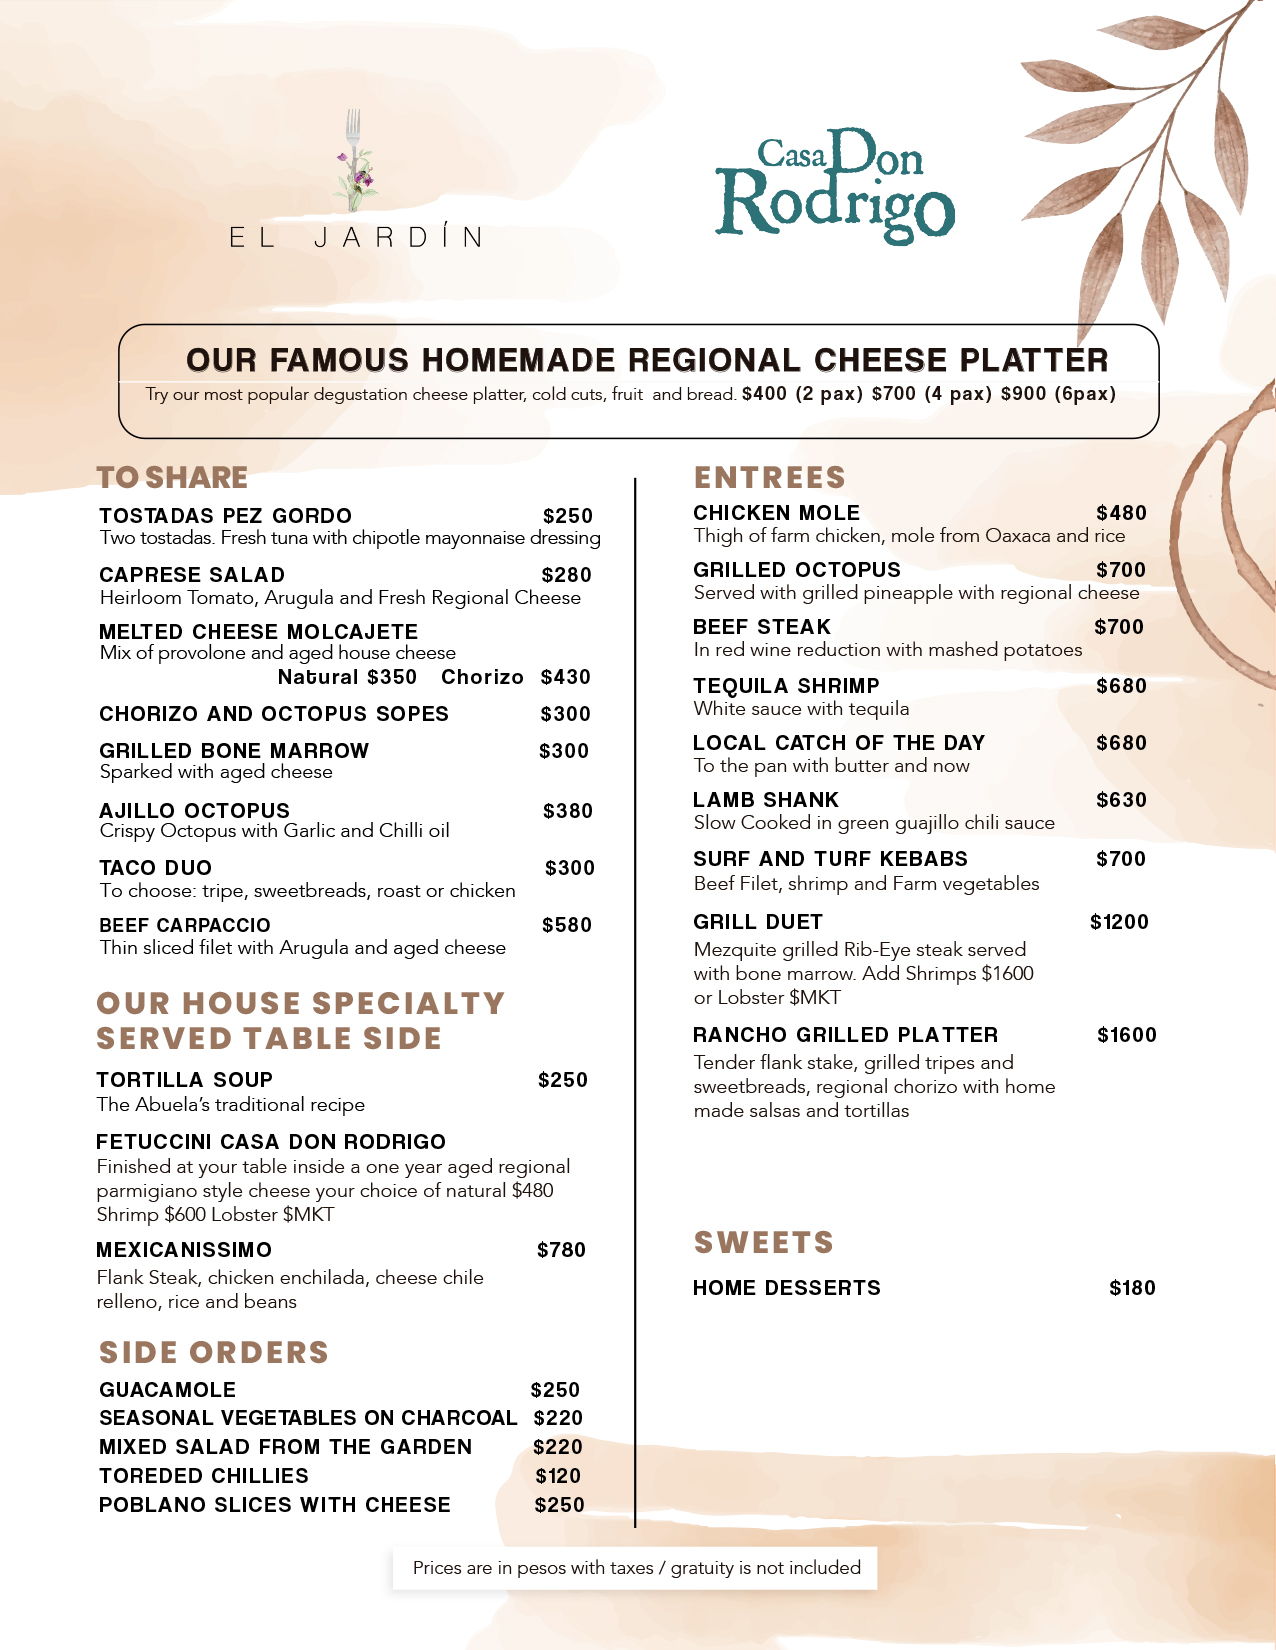 EL JARDÍN
Casa Don
Rodrigo
OUR FAMOUS HOMEMADE REGIONAL CHEESE PLATTER
Try our most popular degustation cheese platter, cold cuts, fruit and bread. $400 (2 pax) $700 (4 pax) $900 (6pax)
TO SHARE
TOSTADAS PEZ GORDO $250
Two tostadas. Fresh tuna with chipotle mayonnaise dressing
CAPRESE SALAD $280
Heirloom Tomato, Arugula and Fresh Regional Cheese
MELTED CHEESE MOLCAJETE
Mix of provolone and aged house cheese
Natural $350 Chorizo $430
CHORIZO AND OCTOPUS SOPES $300
GRILLED BONE MARROW $300
Sparked with aged cheese
AJILLO OCTOPUS $380
Crispy Octopus with Garlic and Chilli oil
TACO DUO $300
To choose: tripe, sweetbreads, roast or chicken
BEEF CARPACCIO $580
Thin sliced filet with Arugula and aged cheese
OUR HOUSE SPECIALTY
SERVED TABLE SIDE
TORTILLA SOUP $250
The Abuela's traditional recipe
FETUCCINI CASA DON RODRIGO
Finished at your table inside a one year aged regional
parmigiano style cheese your choice of natural $480
Shrimp $600 Lobster $MKT
MEXICANISSIMO $780
Flank Steak, chicken enchilada, cheese chile
relleno, rice and beans
SIDE ORDERS
GUACAMOLE $250
SEASONAL VEGETABLES ON CHARCOAL $220
MIXED SALAD FROM THE GARDEN $220
TOREDED CHILLIES $120
POBLANO SLICES WITH CHEESE $250
ENTREES
CHICKEN MOLE $480
Thigh of farm chicken, mole from Oaxaca and rice
GRILLED OCTOPUS $700
Served with grilled pineapple with regional cheese
BEEF STEAK $700
In red wine reduction with mashed potatoes
TEQUILA SHRIMP $680
White sauce with tequila
LOCAL CATCH OF THE DAY $680
To the pan with butter and now
LAMB SHANK $630
Slow Cooked in green guajillo chili sauce
SURF AND TURF KEBABS $700
Beef Filet, shrimp and Farm vegetables
GRILL DUET $1200
Mezquite grilled Rib-Eye steak served
with bone marrow. Add Shrimps $1600
or Lobster $MKT
RANCHO GRILLED PLATTER $1600
Tender flank stake, grilled tripes and
sweetbreads, regional chorizo with home
made salsas and tortillas
SWEETS
HOME DESSERTS $180
Prices are in pesos with taxes / gratuity is not included